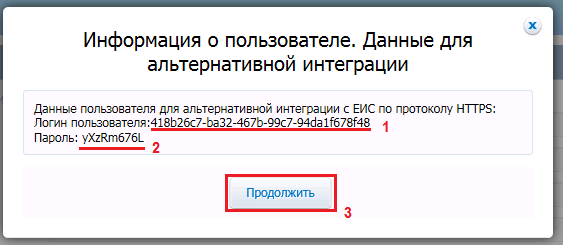 Информация о пользователе. Данные для
альтернативной интеграции
Данные пользователя для альтернативной интеграции с ЕИС по протоколу HTTPS:
Логин пользователя:418b26c7-ba32-467b-99c7-94da1f678f48 1
Пароль: yXzRm676L 2
Продолжить 3